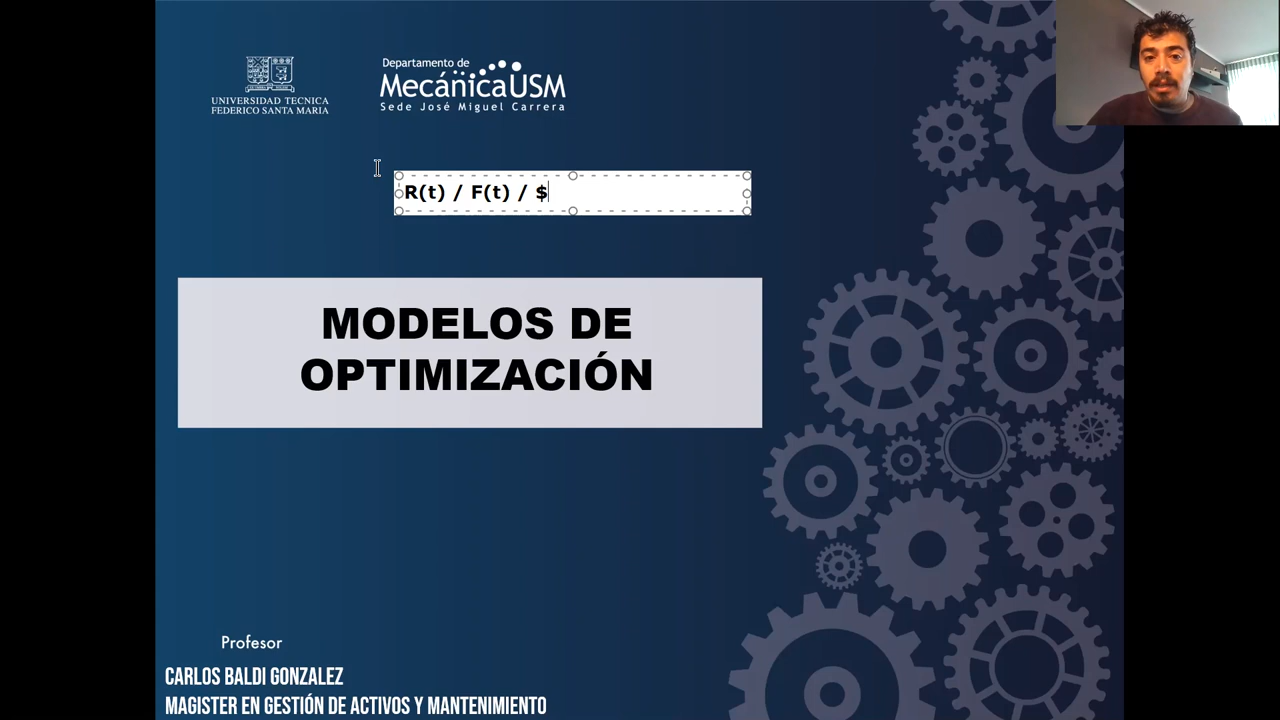 UNIVERSIDAD TECNICA
FEDERICO SANTA MARIA
Departamento de
MecánicaUSM
Sede José Miguel Carrera
R(t) / F(t) / $
MODELOS DE
OPTIMIZACIÓN
Profesor
CARLOS BALDI GONZALEZ
MAGISTER EN GESTIÓN DE ACTIVOS Y MANTENIMIENTO